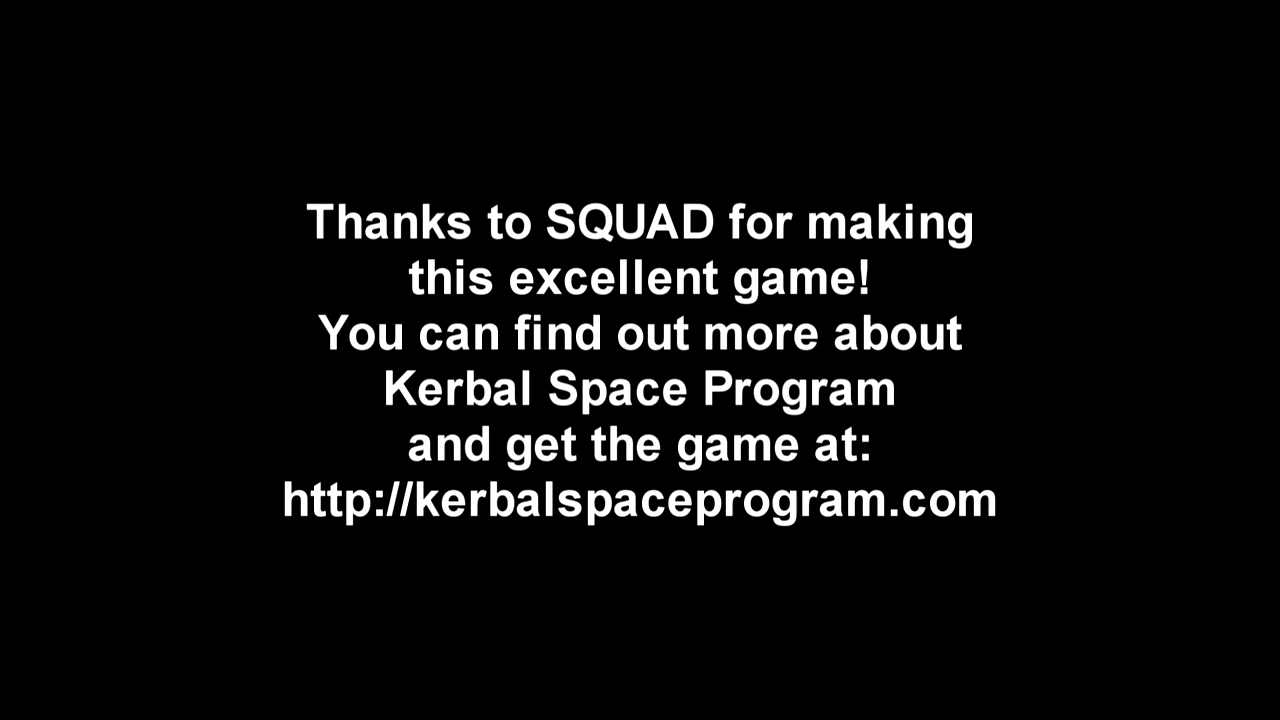 Thanks to SQUAD for making
this excellent game!
You can find out more about
Kerbal Space Program
and get the game at:
http://kerbalspaceprogram.com